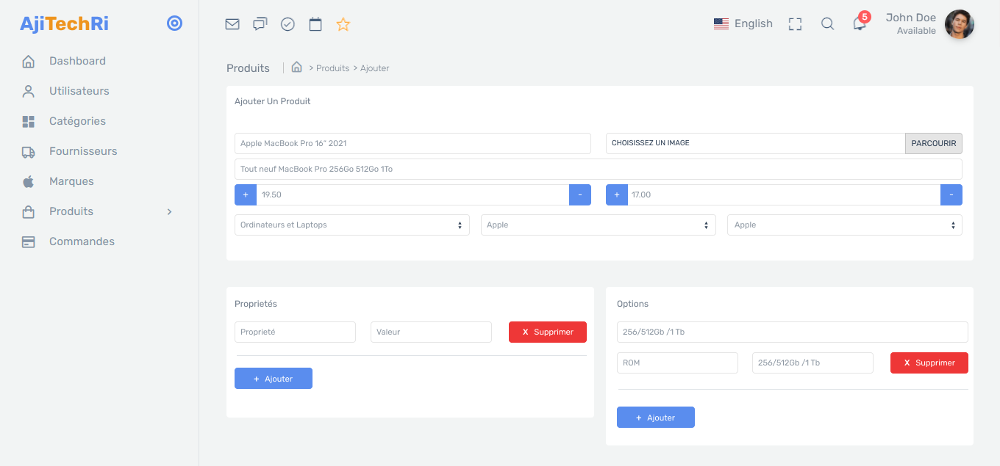 AjiTechRi
English
5
John Doe
Available
Dashboard
Utilisateurs
Catégories
Fournisseurs
Marques
Produits
Commandes
Produits
> Produits > Ajouter
Ajouter Un Produit
Apple MacBook Pro 16” 2021
CHOISISSEZ UN IMAGE
PARCOURIR
Tout neuf MacBook Pro 256Go 512Go 1To
+ 19.50 -
+ 17.00 -
Ordinateurs et Laptops
Apple
Apple
Proprietés
Proprieté
Valeur
X Supprimer
+ Ajouter
Options
256/512Gb /1 Tb
ROM
256/512Gb /1 Tb
X Supprimer
+ Ajouter